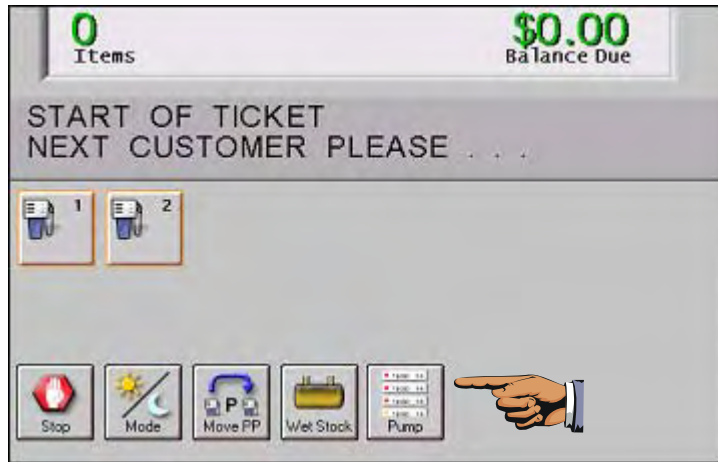 0 $0.00
Items Balance Due
START OF TICKET
NEXT CUSTOMER PLEASE . . .
1 2
P
Stop Mode Move PP Wet Stock Pump